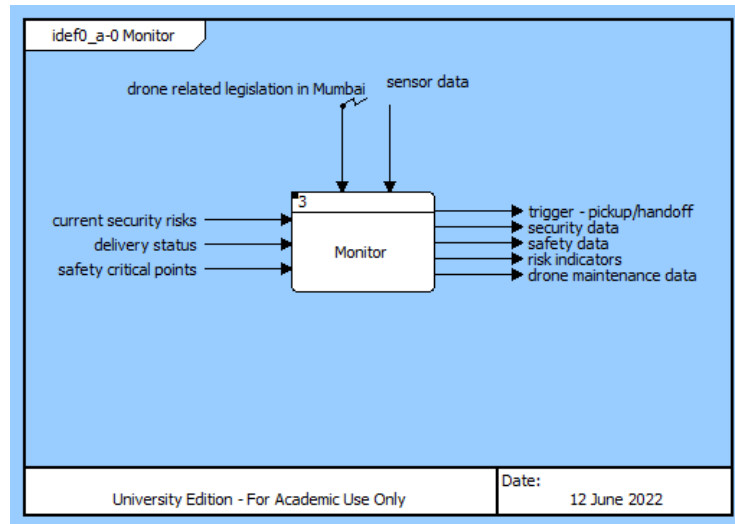 idef0_a-0 Monitor
drone related legislation in Mumbai
sensor data
3
Monitor
current security risks
delivery status
safety critical points
trigger - pickup/handoff
security data
safety data
risk indicators
drone maintenance data
University Edition - For Academic Use Only
Date:
12 June 2022